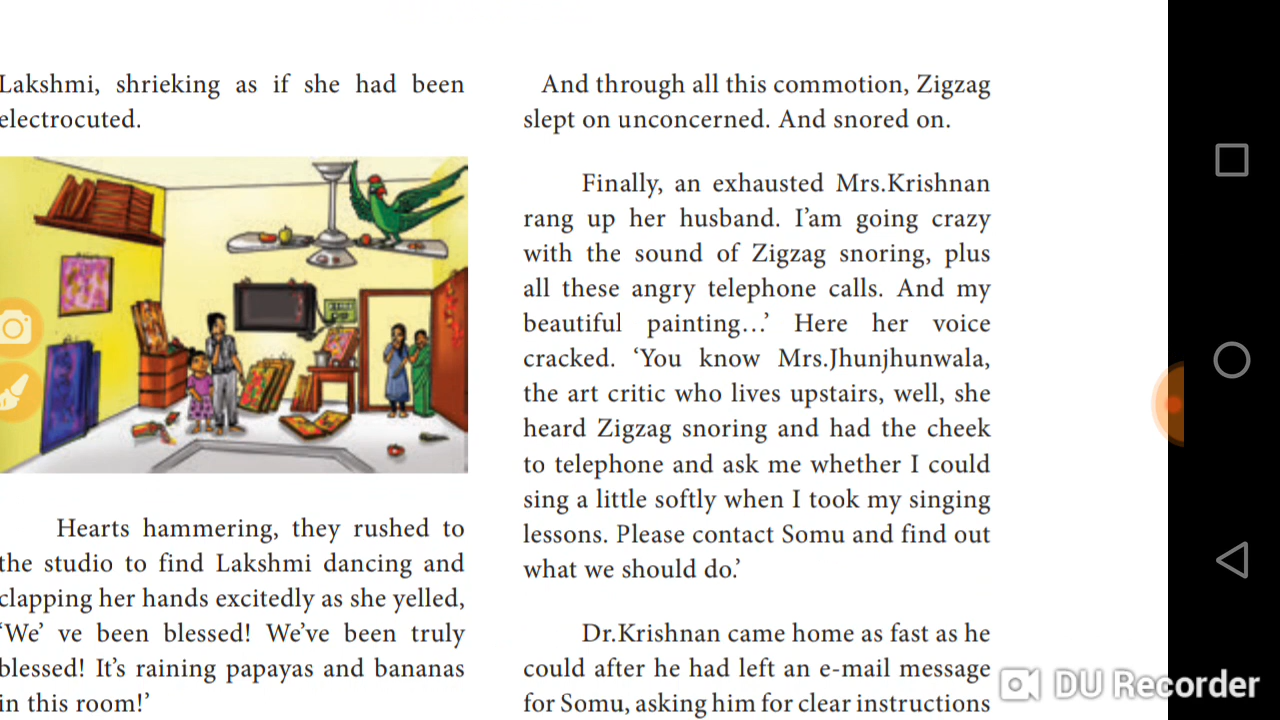 Lakshmi, shrieking as if she had been
electrocuted.
Hearts hammering, they rushed to
the studio to find Lakshmi dancing and
clapping her hands excitedly as she yelled,
‘We’ ve been blessed! We’ve been truly
blessed! It’s raining papayas and bananas
in this room!’
And through all this commotion, Zigzag
slept on unconcerned. And snored on.
Finally, an exhausted Mrs.Krishnan
rang up her husband. I’am going crazy
with the sound of Zigzag snoring, plus
all these angry telephone calls. And my
beautiful painting…’ Here her voice
cracked. ‘You know Mrs.Jhunjhunwala,
the art critic who lives upstairs, well, she
heard Zigzag snoring and had the cheek
to telephone and ask me whether I could
sing a little softly when I took my singing
lessons. Please contact Somu and find out
what we should do.’
Dr.Krishnan came home as fast as he
could after he had left an e-mail message
for Somu, asking him for clear instructions
DU Recorder